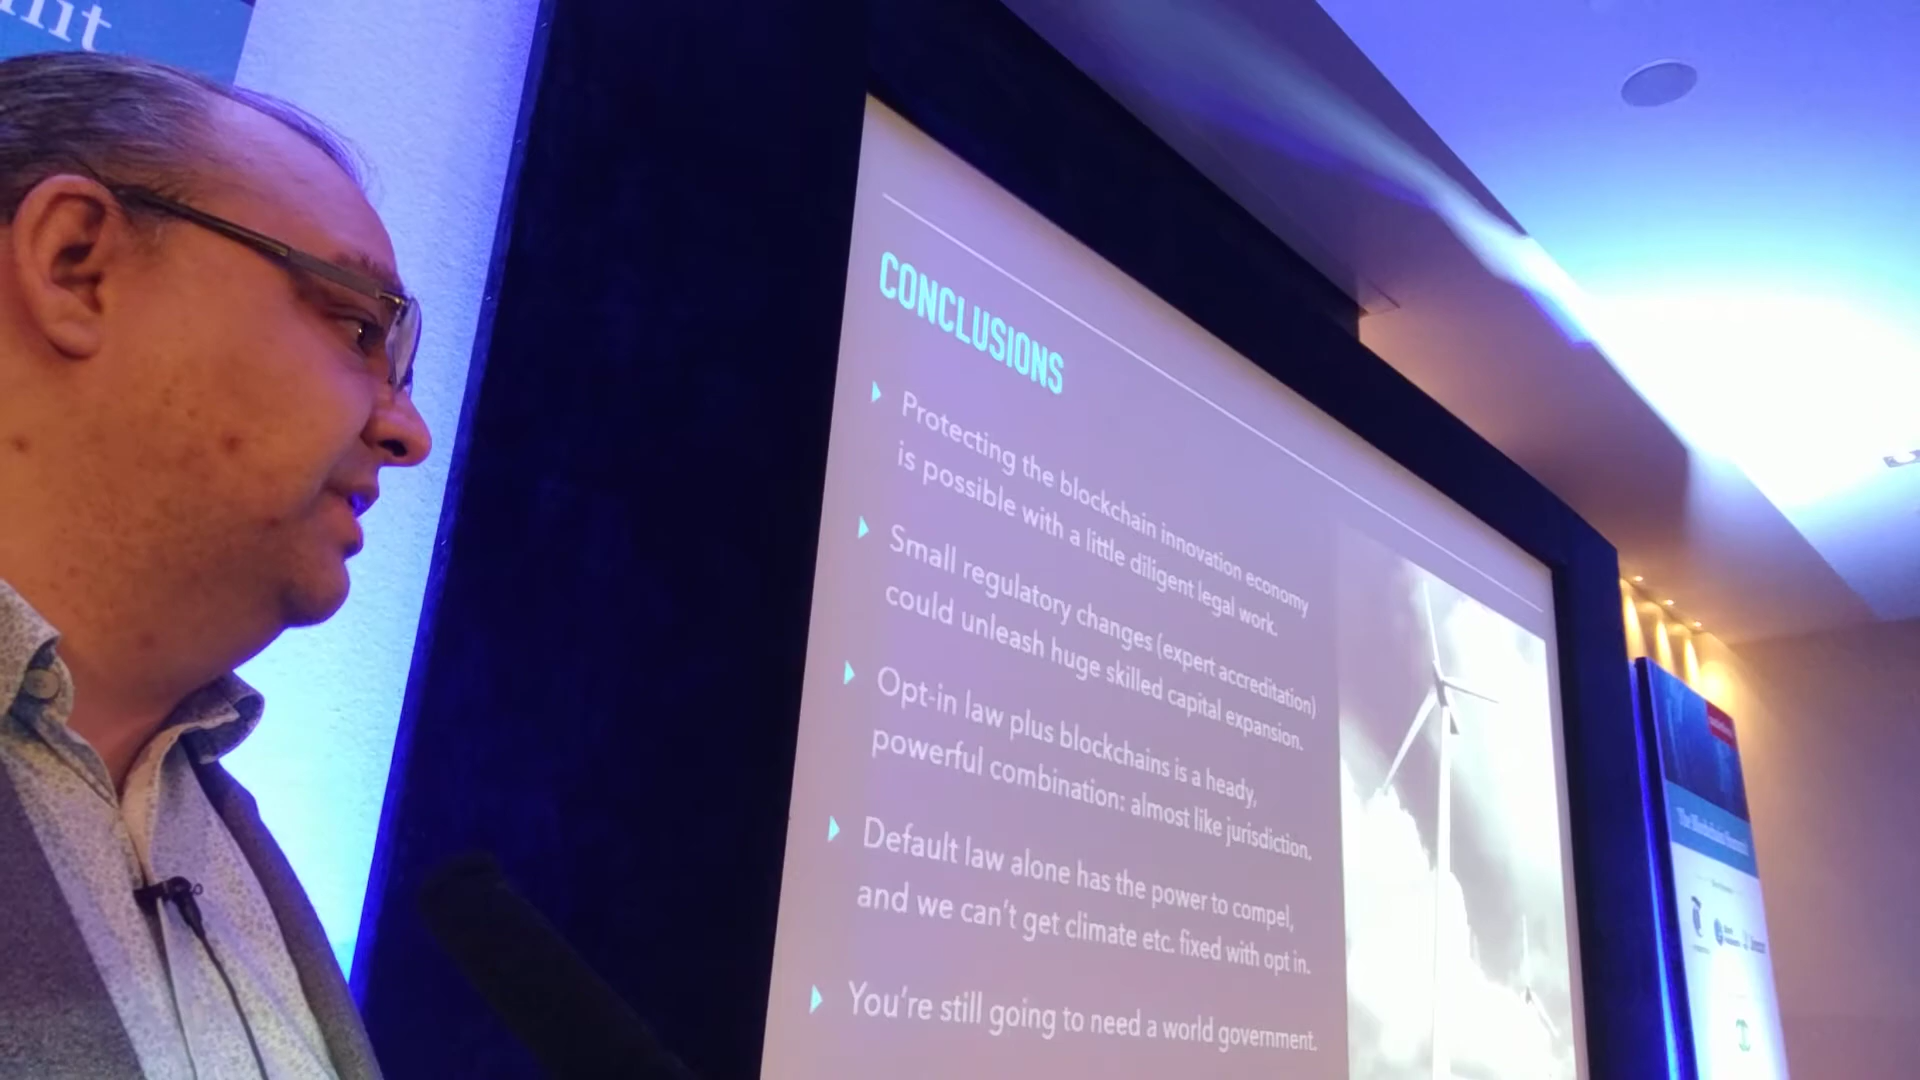 CONCLUSIONS
Protecting the blockchain innovation economy
is possible with a little diligent legal work.
Small regulatory changes (expert accreditation)
could unleash huge skilled capital expansion.
Opt-in law plus blockchains is a heady,
powerful combination: almost like jurisdiction.
Default law alone has the power to compel,
and we can't get climate etc. fixed with opt in.
You're still going to need a world government.
The Blockchain Summit